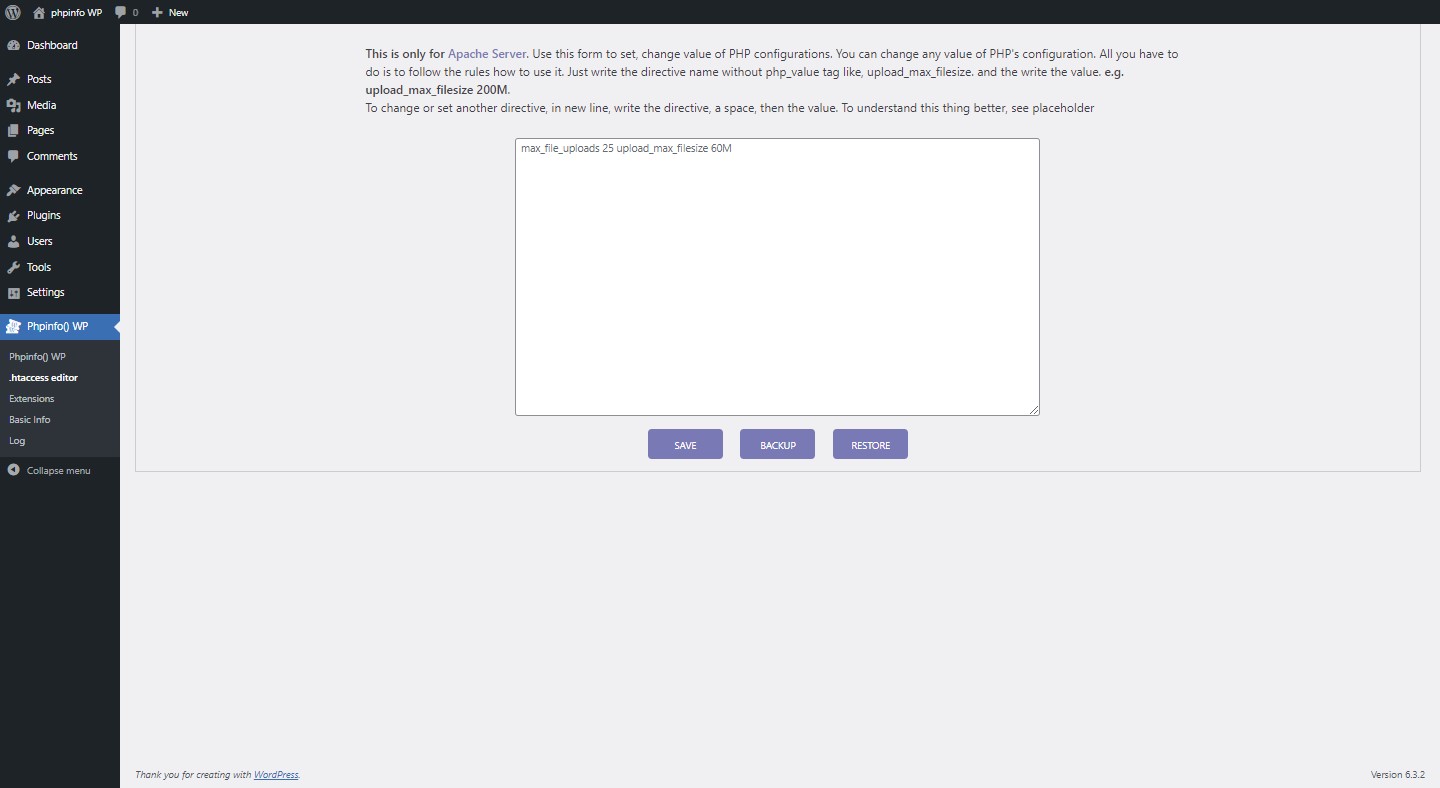 phpinfo WP
0
New
Dashboard
Posts
Media
Pages
Comments
Appearance
Plugins
Users
Tools
Settings
Phpinfo() WP
Phpinfo() WP
.htaccess editor
Extensions
Basic Info
Log
Collapse menu
This is only for Apache Server. Use this form to set, change value of PHP configurations. You can change any value of PHP's configuration. All you have to
do is to follow the rules how to use it. Just write the directive name without php_value tag like, upload_max_filesize. and the write the value. e.g.
upload_max_filesize 200M.
To change or set another directive, in new line, write the directive, a space, then the value. To understand this thing better, see placeholder
max_file_uploads 25 upload_max_filesize 60M
SAVE
BACKUP
RESTORE
Thank you for creating with WordPress.
Version 6.3.2